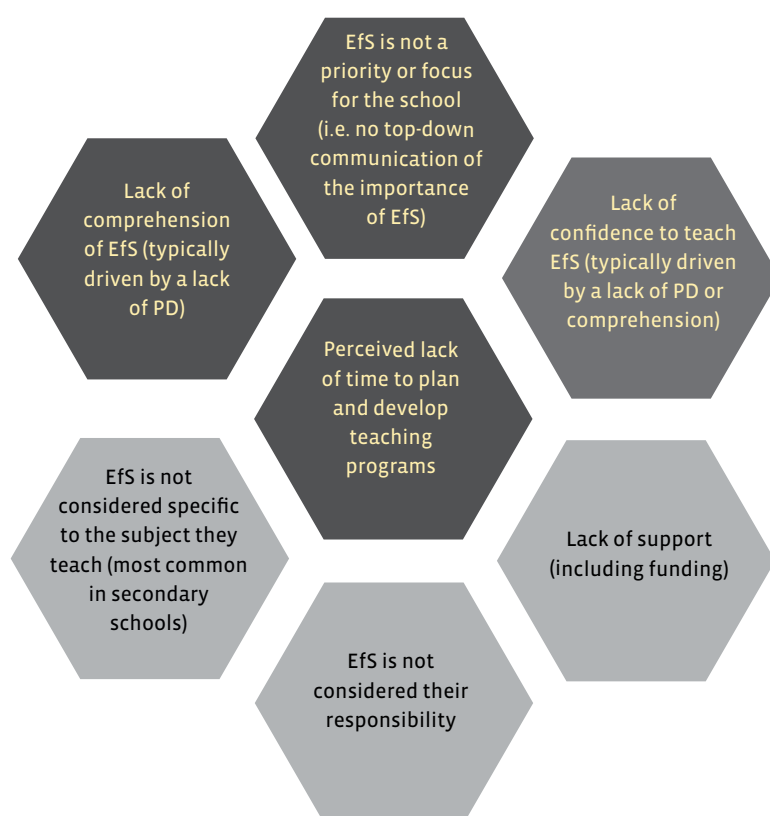 EfS is not a
priority or focus
for the school
(i.e. no top-down
communication of
the importance
of EfS)
Lack of
comprehension
of EfS (typically
driven by a lack
of PD)
Lack of
confidence to teach
EfS (typically driven
by a lack of PD or
comprehension)
Perceived lack
of time to plan
and develop
teaching
programs
EfS is not
considered specific
to the subject they
teach (most common
in secondary
schools)
Lack of support
(including funding)
EfS is not
considered their
responsibility